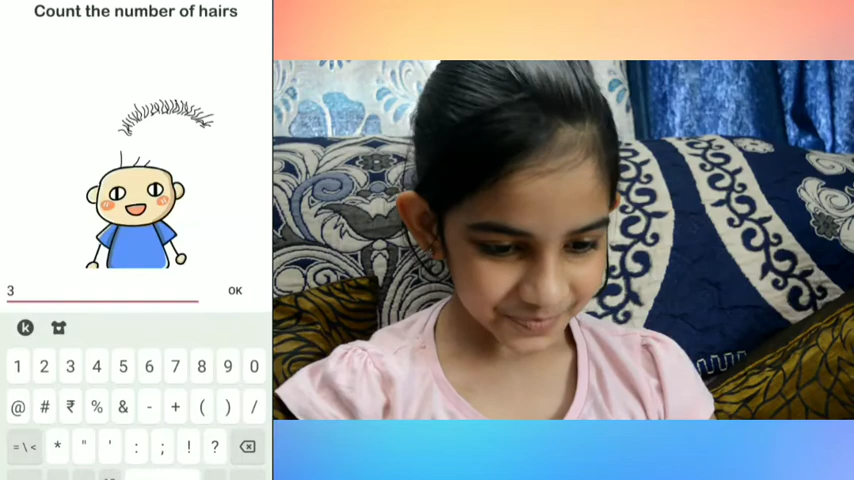 Count the number of hairs
3
OK
1 2 3 4 5 6 7 8 9 0
@ # ₹ % & - + ( ) /
= \ < * " ' : ; ! ?